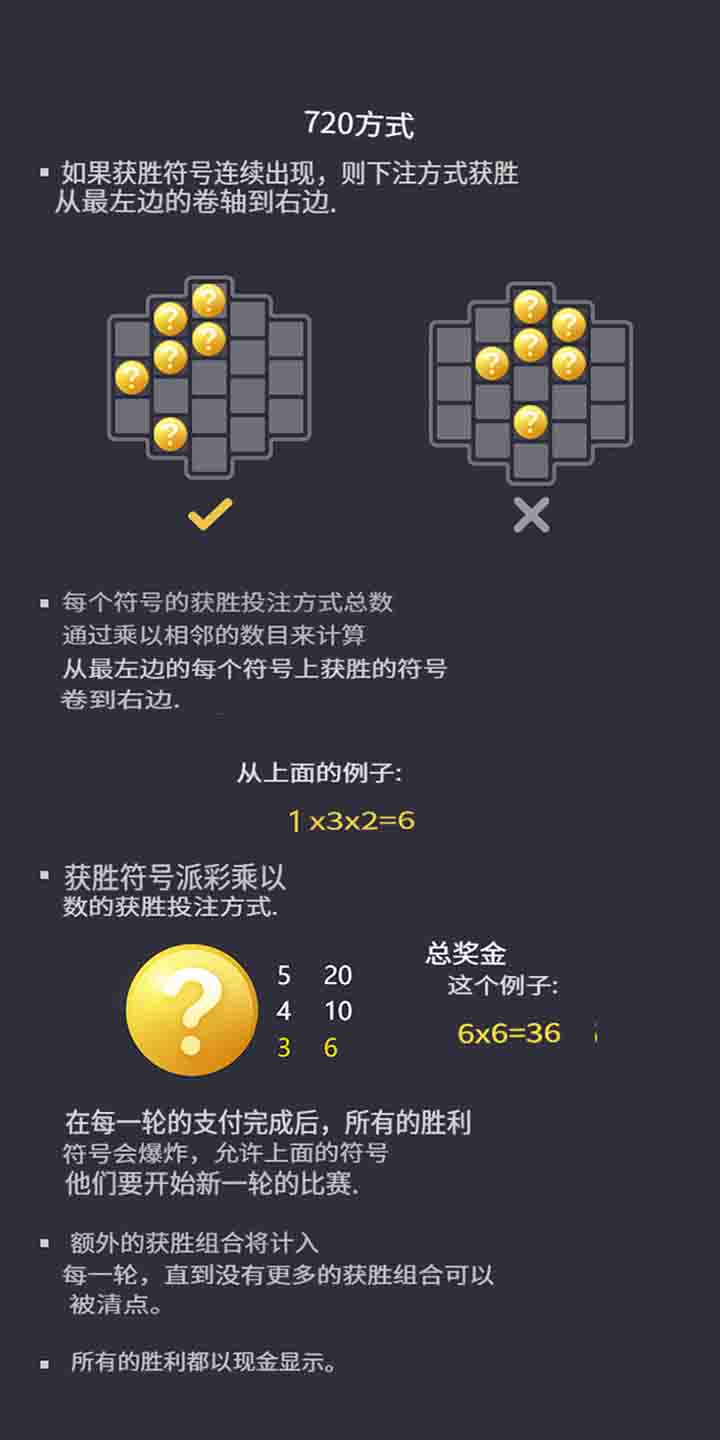 720方式
▪ 如果获胜符号连续出现，则下注方式获胜
从最左边的卷轴到右边.
▪ 每个符号的获胜投注方式总数
通过乘以相邻的数目来计算
从最左边的每个符号上获胜的符号
卷到右边.
从上面的例子:
1x3x2=6
▪ 获胜符号派彩乘以
数的获胜投注方式.
5 20
4 10
3 6
总奖金
这个例子:
6x6=36
在每一轮的支付完成后，所有的胜利
符号会爆炸，允许上面的符号
他们要开始新一轮的比赛.
▪ 额外的获胜组合将计入
每一轮，直到没有更多的获胜组合可以
被清点。
▪ 所有的胜利都以现金显示。